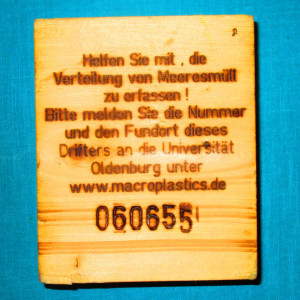 Helfen Sie mit, die
Verteilung von Meeresmüll
zu erfassen!
Bitte melden Sie die Nummer
und den Fundort dieses
Drifters an die Universität
Oldenburg unter
www.macroplastics.de
060655